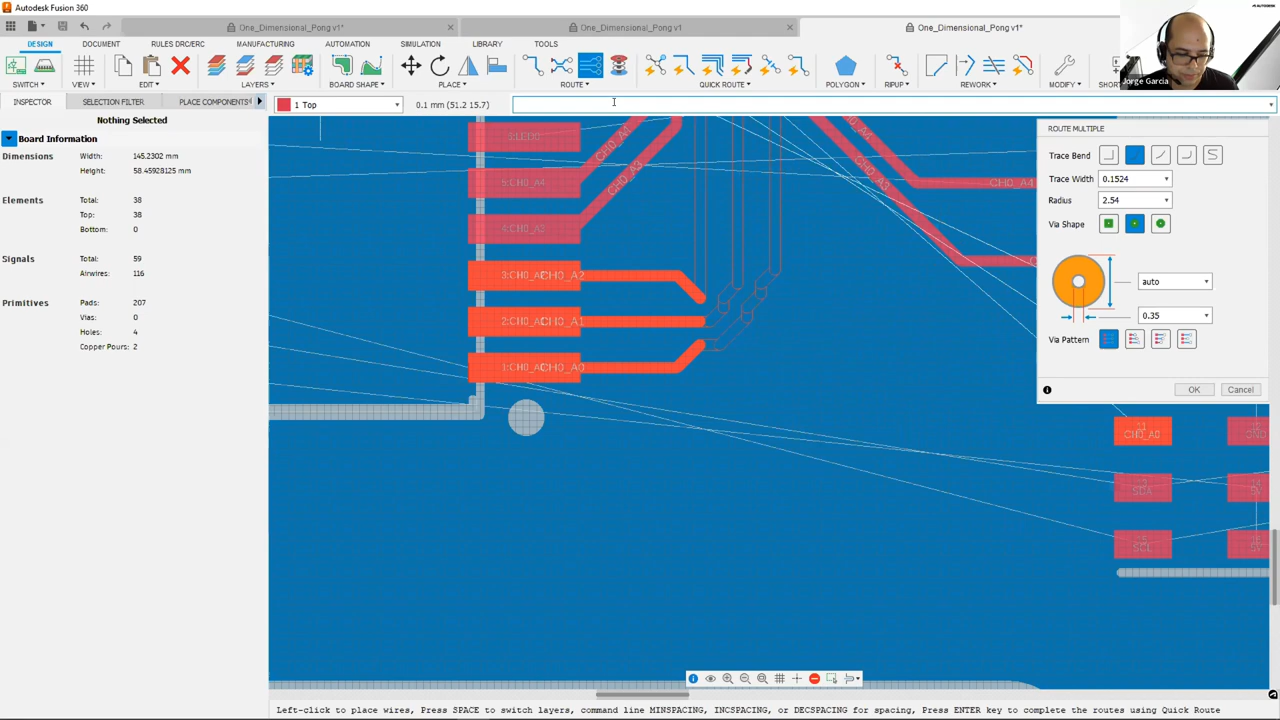 Autodesk Fusion 360
One_Dimensional_Pong v1*
One_Dimensional_Pong v1
One_Dimensional_Pong v1*
DESIGN DOCUMENT RULES DRC/ERC MANUFACTURING AUTOMATION SIMULATION LIBRARY TOOLS
Jorge Garcia
SWITCH VIEW EDIT LAYERS BOARD SHAPE PLACE ROUTE QUICK ROUTE POLYGON RIPUP REWORK MODIFY
INSPECTOR SELECTION FILTER PLACE COMPONENTS
1 Top 0.1 mm (51.2 15.7)
Nothing Selected
Board Information
Dimensions Width: 145.2302 mm
Height: 58.45928125 mm
Elements Total: 38
Top: 38
Bottom: 0
Signals Total: 59
Airwires: 116
Primitives Pads: 207
Vias: 0
Holes: 4
Copper Pours: 2
CH0_A1
CH0_A3
5:CH0_A4
CH0_A3
CH0_A4
CH0_A2
CH0_A1
CH0_A0
CH0_A0
SDA
SCL
GND
ROUTE MULTIPLE
Trace Bend
Trace Width 0.1524
Radius 2.54
Via Shape
auto
0.35
Via Pattern
OK Cancel
Left-click to place wires, Press SPACE to switch layers, command line MINSPACING, INCSPACING, or DECSPACING for spacing, Press ENTER key to complete the routes using Quick Route